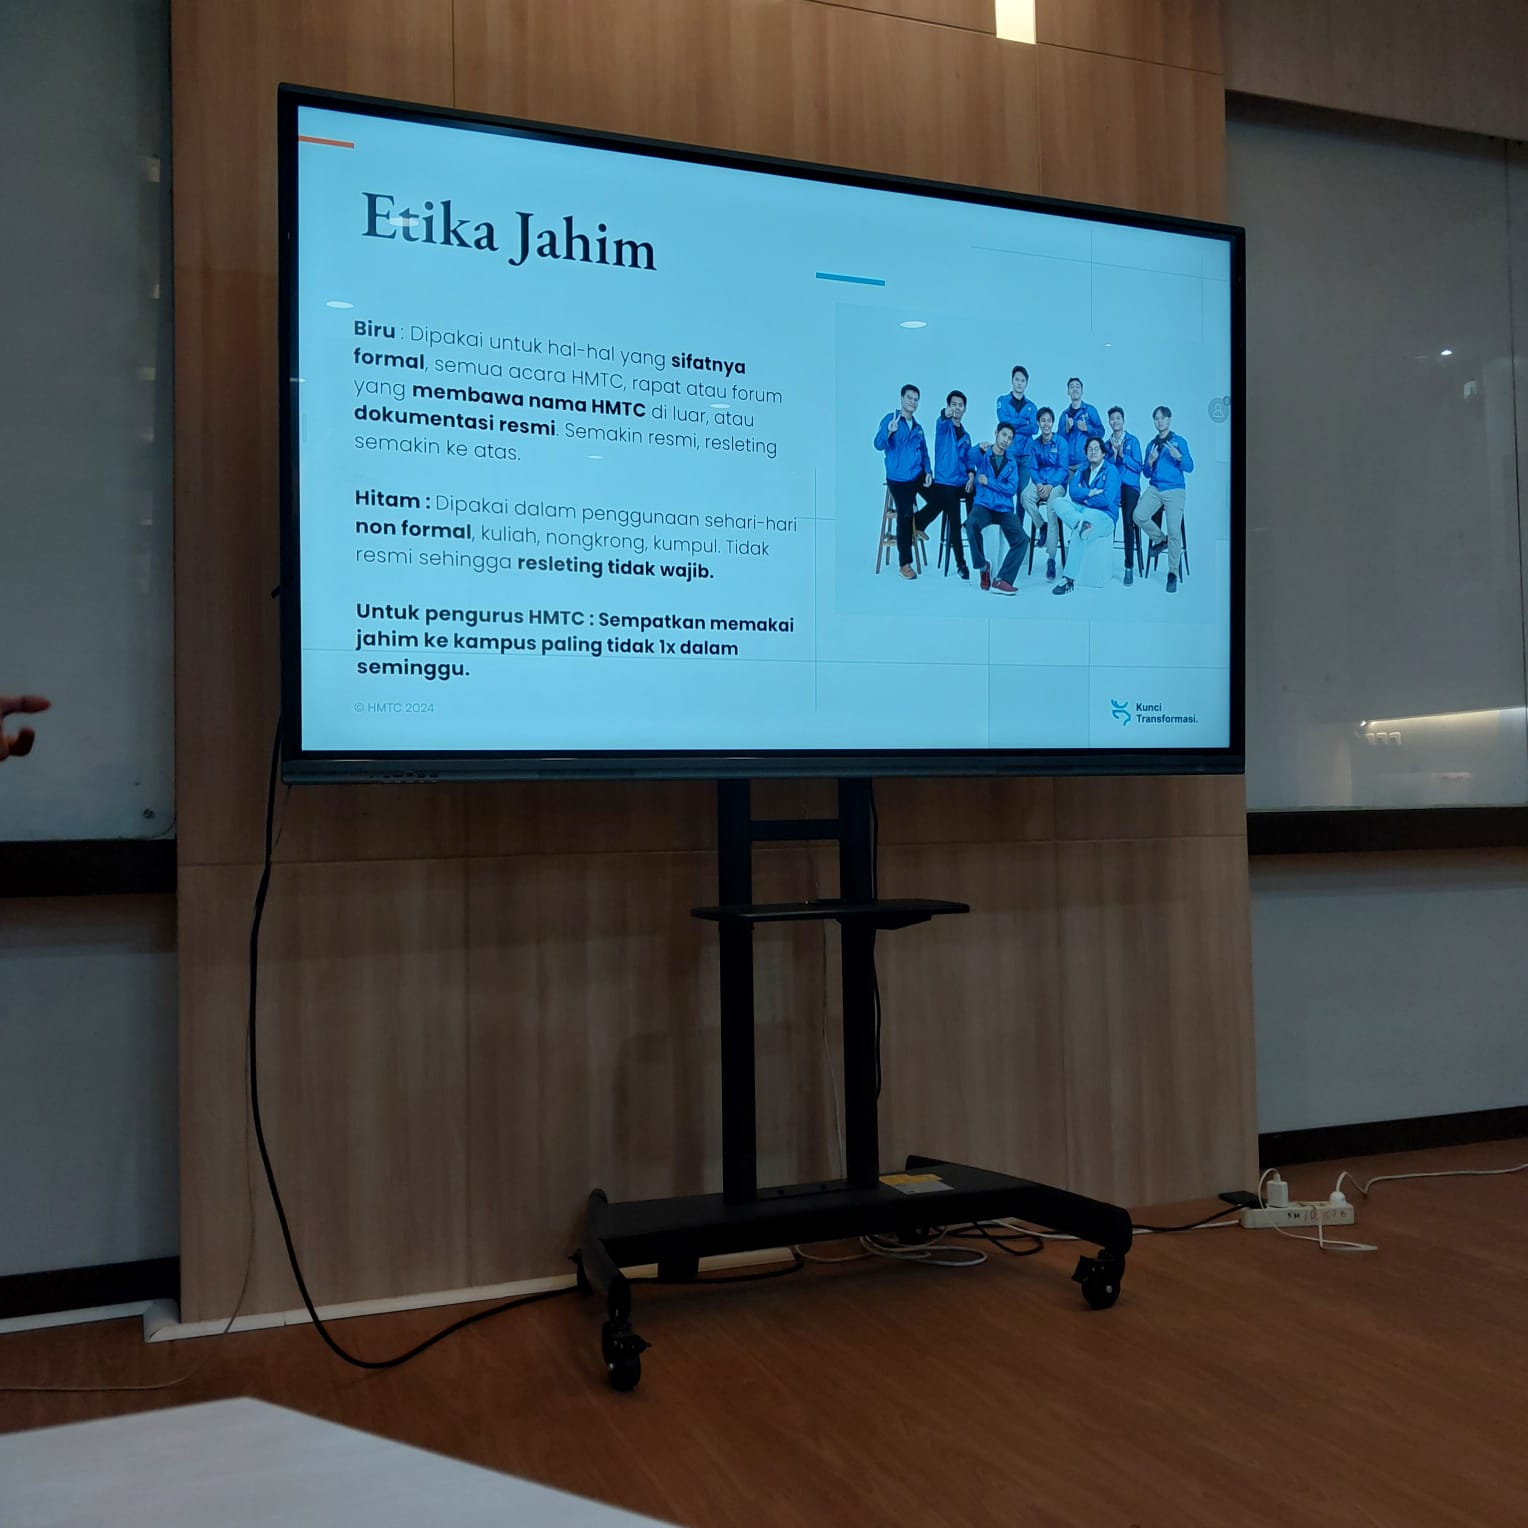 Etika Jahim
Biru : Dipakai untuk hal-hal yang sifatnya
formal, semua acara HMTC, rapat atau forum
yang membawa nama HMTC di luar, atau
dokumentasi resmi. Semakin resmi, resleting
semakin ke atas.
Hitam : Dipakai dalam penggunaan sehari-hari
non formal, kuliah, nongkrong, kumpul. Tidak
resmi sehingga resleting tidak wajib.
Untuk pengurus HMTC : Sempatkan memakai
jahim ke kampus paling tidak 1x dalam
seminggu.
© HMTC 2024
Kunci
Transformasi.